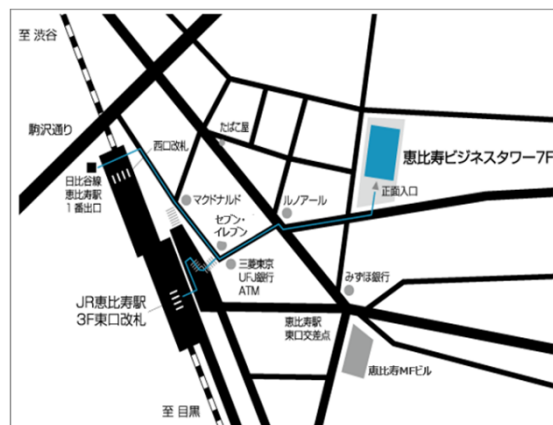 至 渋谷
駒沢通り
西口改札
たばこ屋
日比谷線
恵比寿駅
1番出口
マクドナルド
ルノアール
恵比寿ビジネスタワー7F
正面入口
セブン・
イレブン
三菱東京
UFJ銀行
ATM
みずほ銀行
JR恵比寿駅
3F東口改札
恵比寿駅
東口交差点
恵比寿MFビル
至 目黒